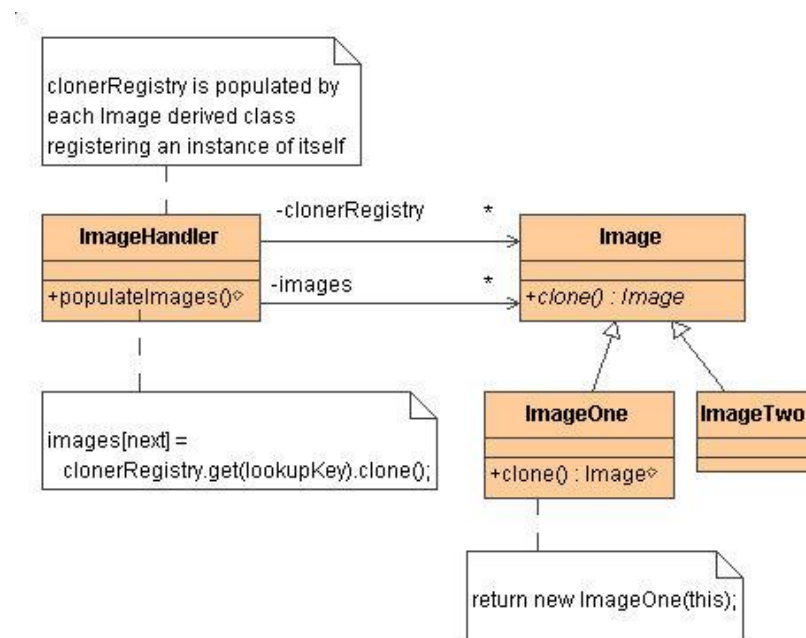 clonerRegistry is populated by
each Image derived class
registering an instance of itself
ImageHandler
+populateImages()
-clonerRegistry *
-images *
Image
+clone() : Image
images[next] =
clonerRegistry.get(lookupKey).clone();
ImageOne
+clone() : Image
ImageTwo
return new ImageOne(this);